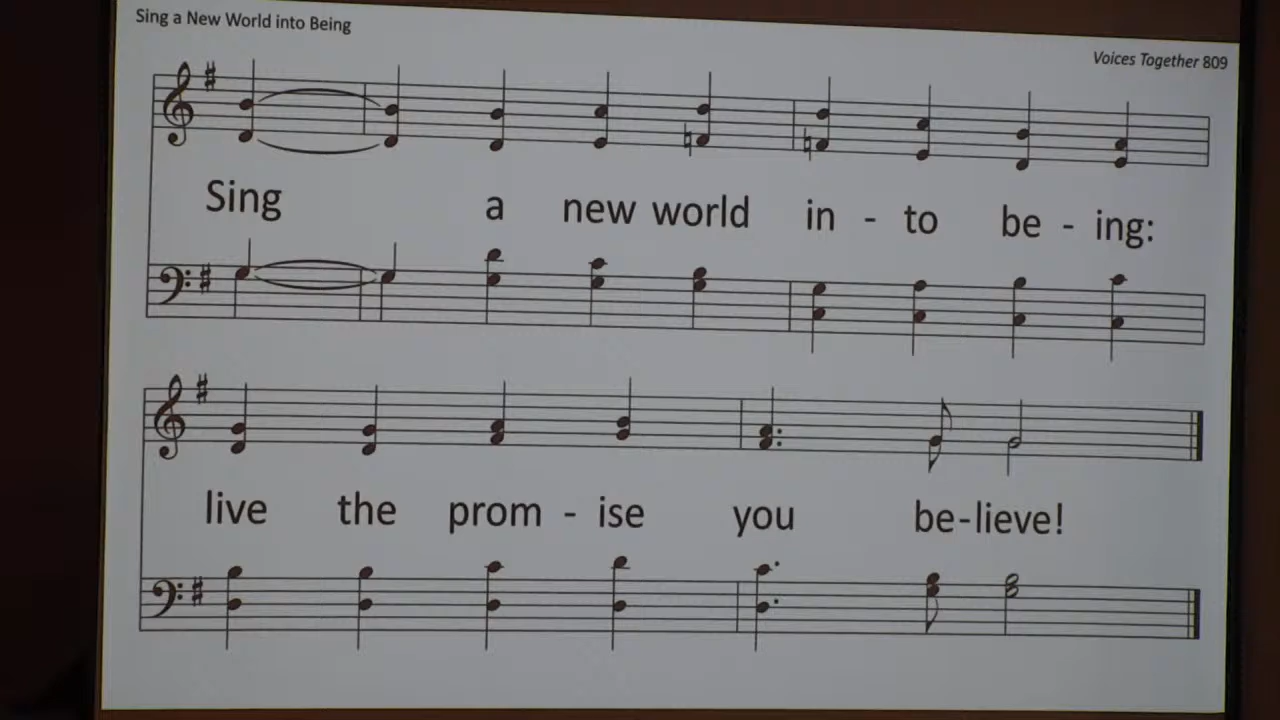 Sing a New World into Being
Voices Together 809
Sing a new world in - to be - ing:
live the prom - ise you be-lieve!